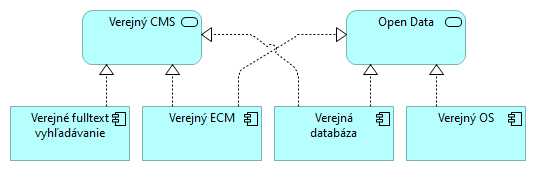 Verejný CMS
Open Data
Verejné fulltext
vyhľadávanie
Verejný ECM
Verejná
databáza
Verejný OS